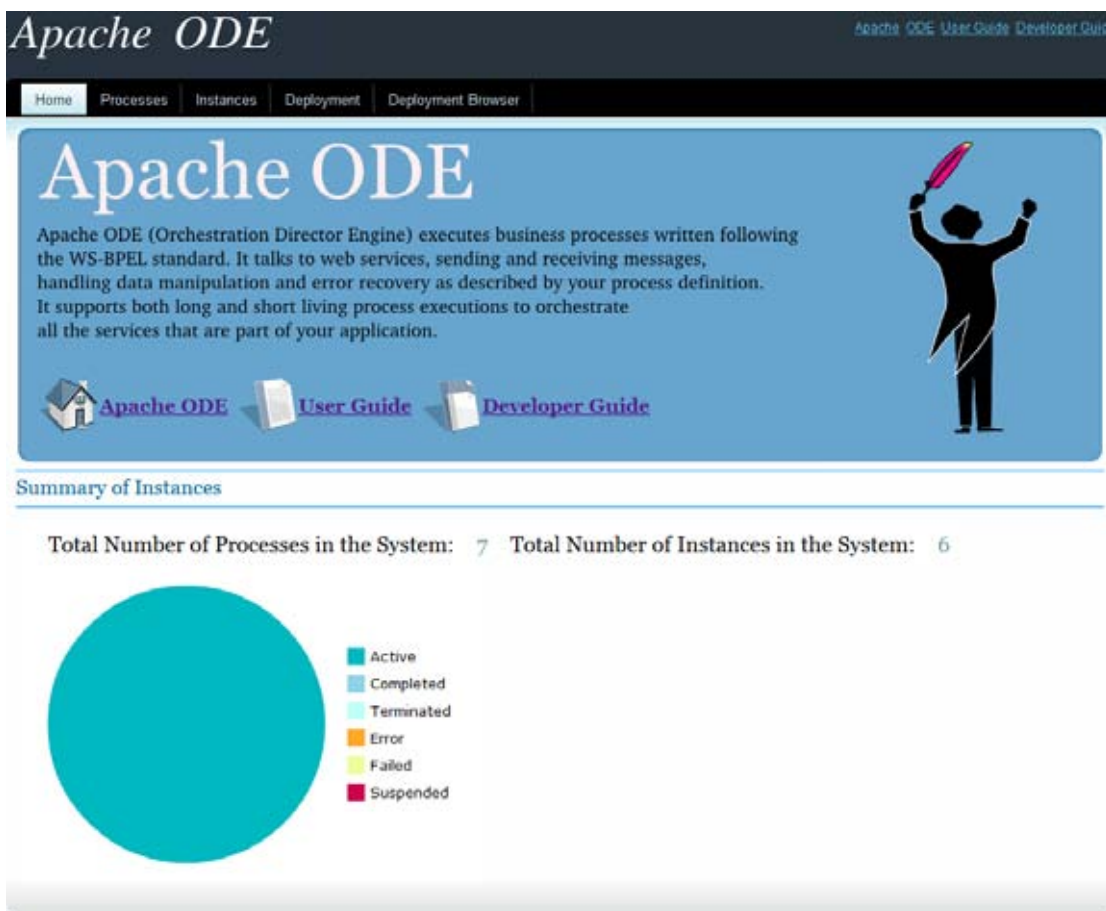 Apache ODE
Apache ODE User Guide Developer Guid
Home Processes Instances Deployment Deployment Browser
Apache ODE
Apache ODE (Orchestration Director Engine) executes business processes written following
the WS-BPEL standard. It talks to web services, sending and receiving messages,
handling data manipulation and error recovery as described by your process definition.
It supports both long and short living process executions to orchestrate
all the services that are part of your application.
Apache ODE User Guide Developer Guide
Summary of Instances
Total Number of Processes in the System: 7 Total Number of Instances in the System: 6
Active
Completed
Terminated
Error
Failed
Suspended